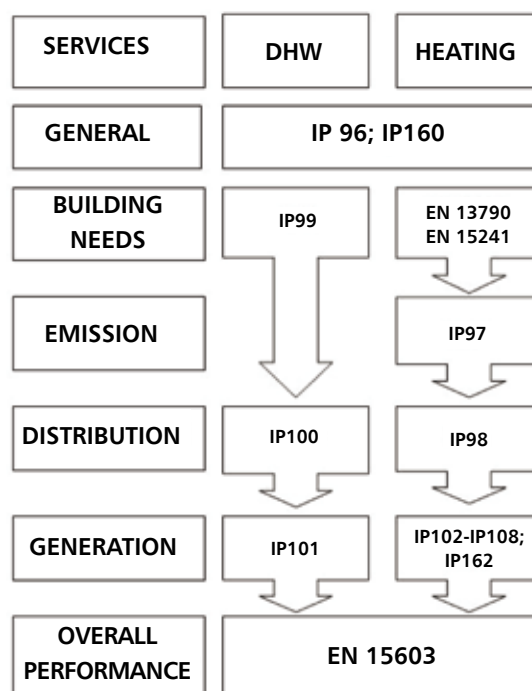 SERVICES
DHW
HEATING
GENERAL
IP 96; IP160
BUILDING
NEEDS
IP99
EN 13790
EN 15241
EMISSION
IP97
DISTRIBUTION
IP100
IP98
GENERATION
IP101
IP102-IP108;
IP162
OVERALL
PERFORMANCE
EN 15603